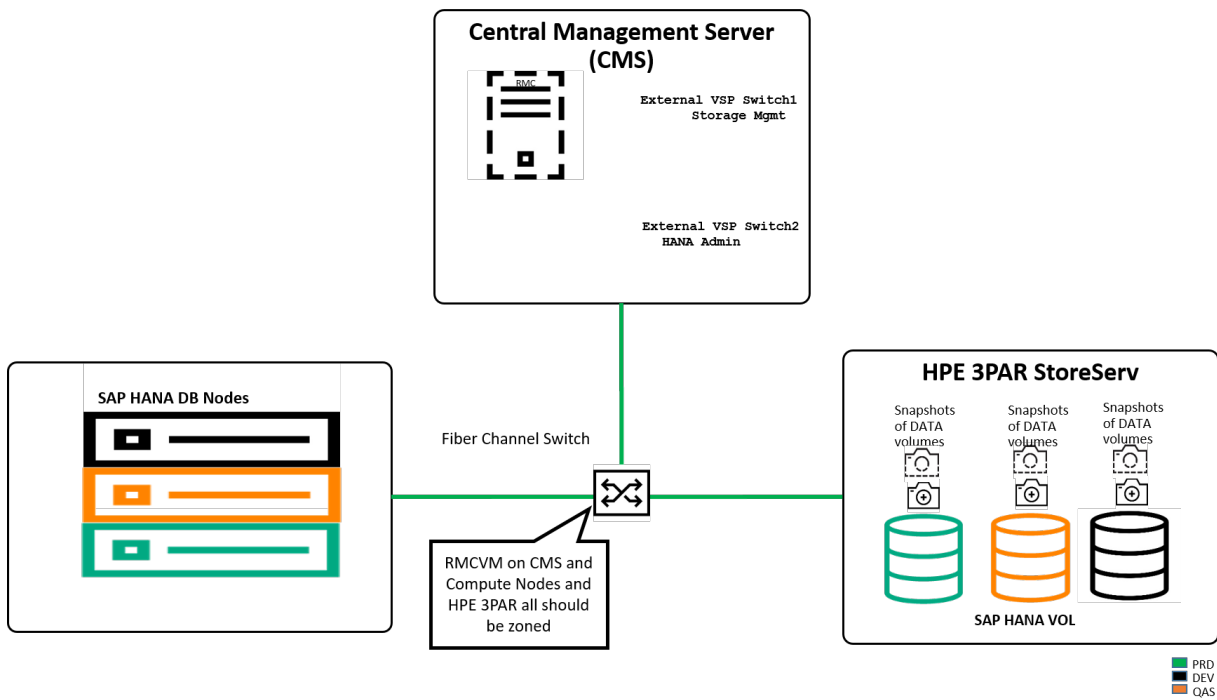 Central Management Server
(CMS)
RMC
External VSP Switch1
Storage Mgmt
External VSP Switch2
HANA Admin
SAP HANA DB Nodes
Fiber Channel Switch
RMCVM on CMS and
Compute Nodes and
HPE 3PAR all should
be zoned
HPE 3PAR StoreServ
Snapshots
of DATA
volumes
Snapshots
of DATA
volumes
Snapshots
of DATA
volumes
SAP HANA VOL
PRD
DEV
QAS